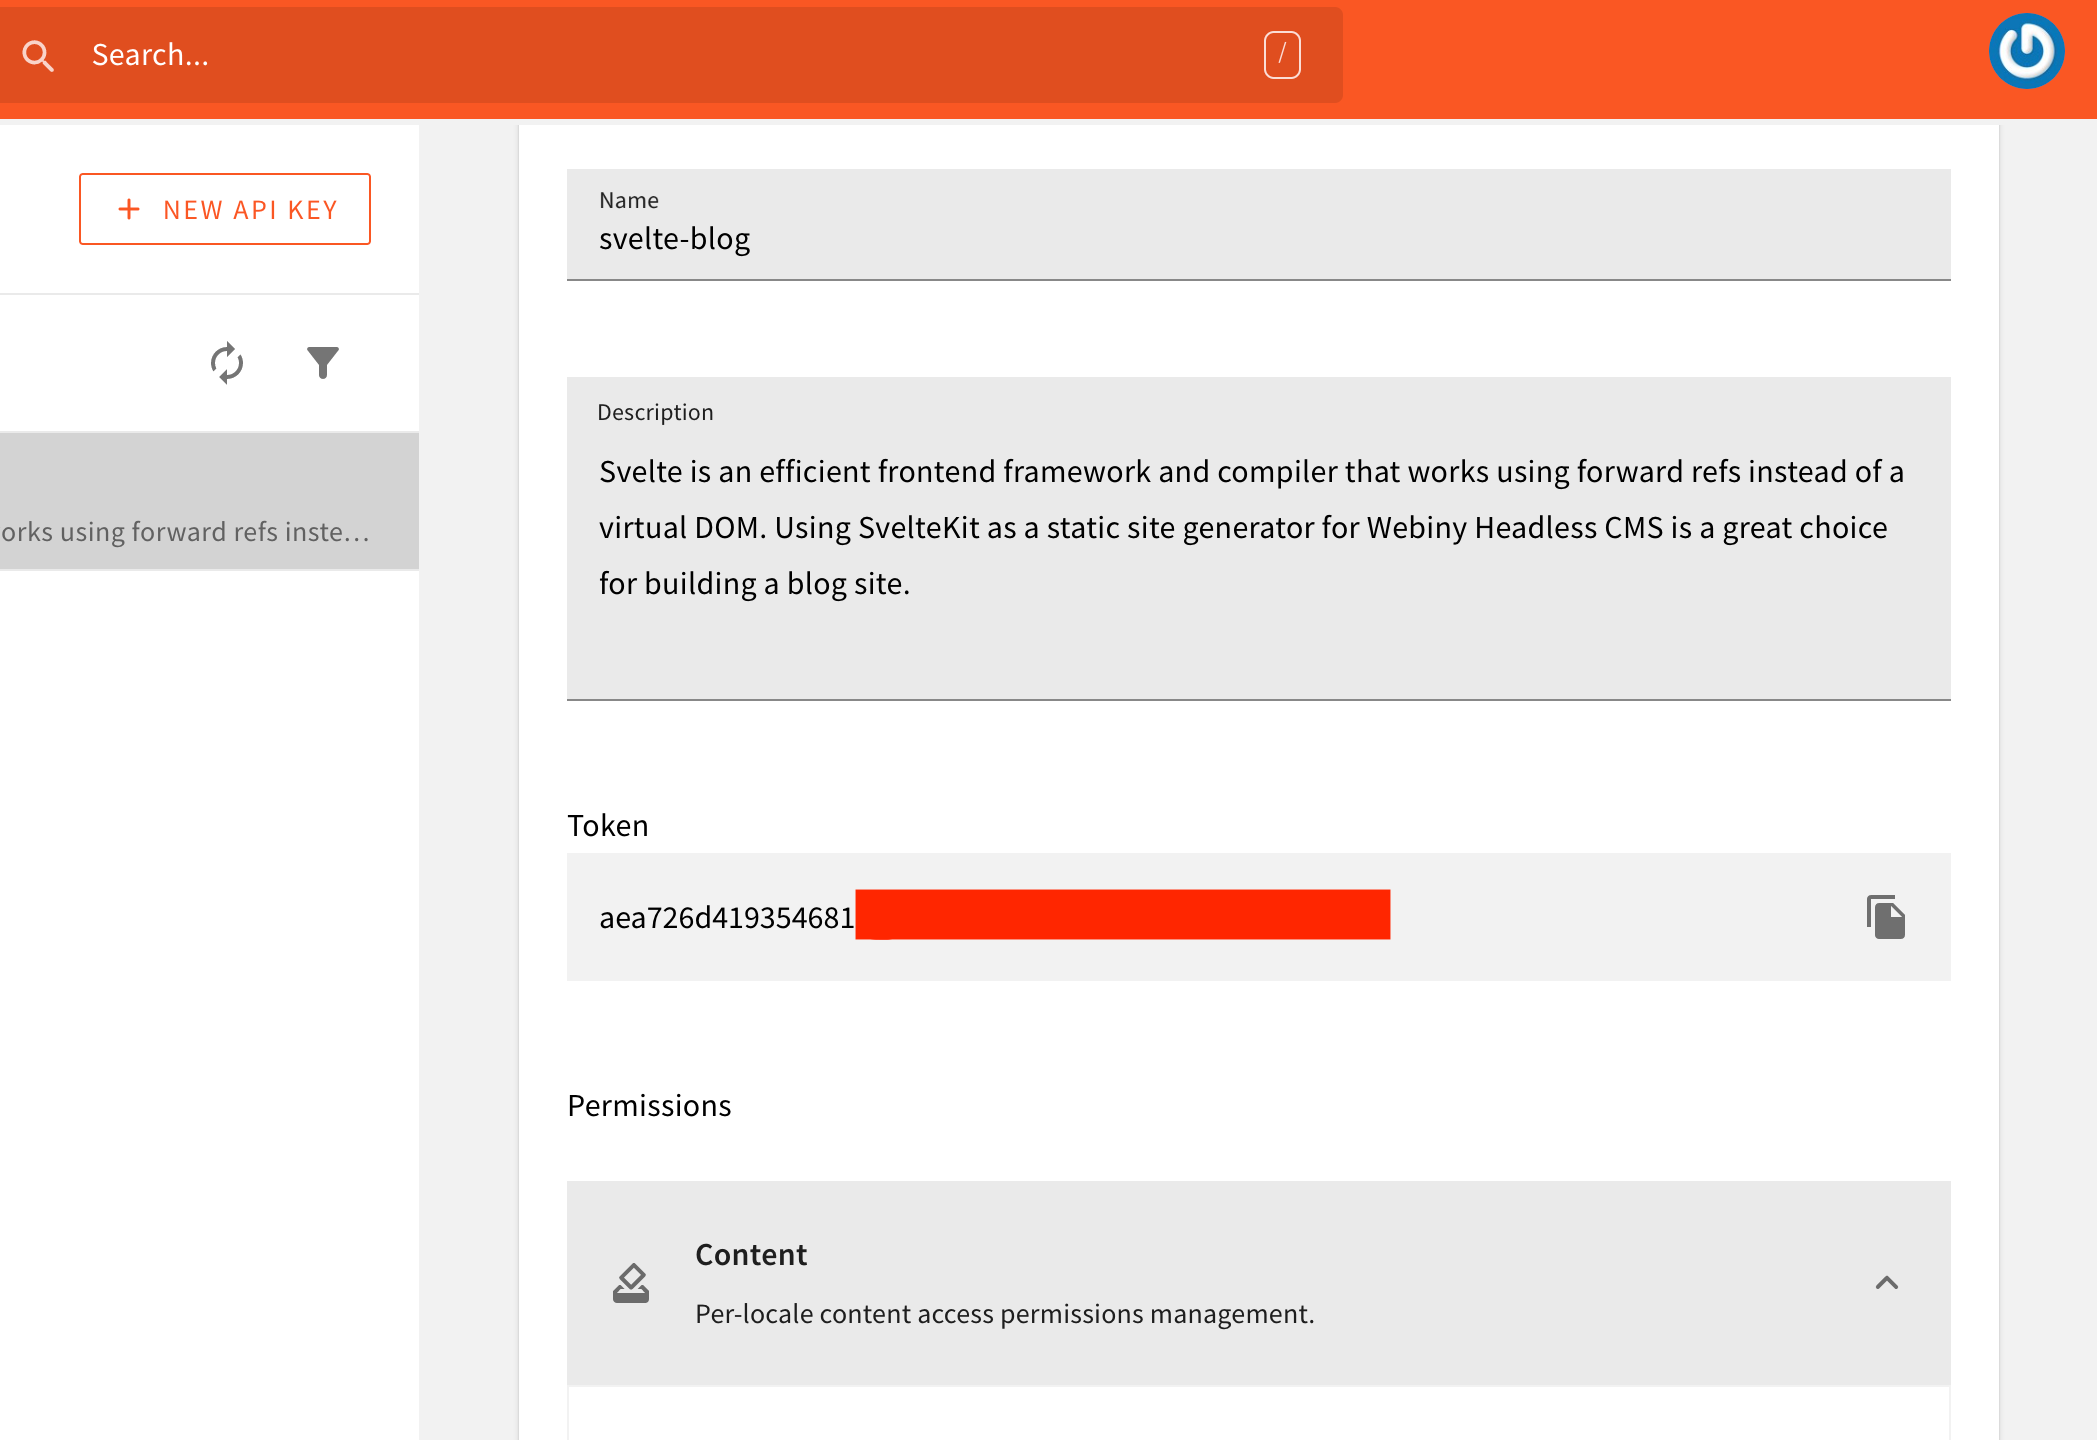 Search...
/
+ NEW API KEY
orks using forward refs inste...
Name
svelte-blog
Description
Svelte is an efficient frontend framework and compiler that works using forward refs instead of a
virtual DOM. Using SvelteKit as a static site generator for Webiny Headless CMS is a great choice
for building a blog site.
Token
aea726d419354681
Permissions
Content
Per-locale content access permissions management.